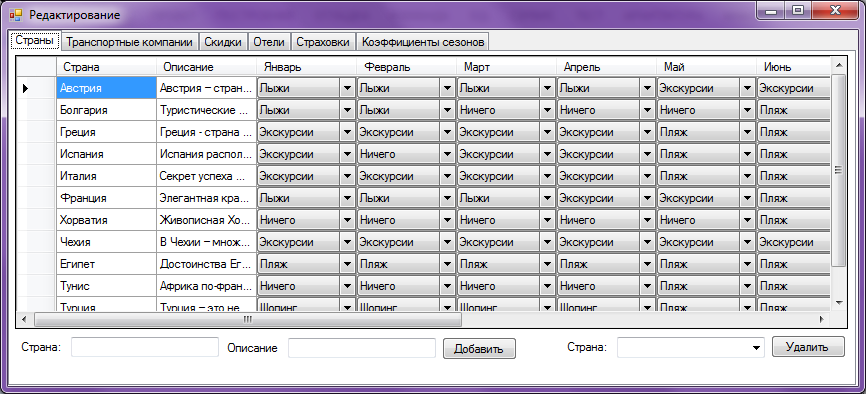 Редактирование
Страны Транспортные компании Скидки Отели Страховки Коэффициенты сезонов
Страна Описание Январь Февраль Март Апрель Май Июнь
Австрия Австрия – стран... Лыжи Лыжи Лыжи Лыжи Экскурсии Экскурсии
Болгария Туристические ... Лыжи Лыжи Ничего Ничего Ничего Пляж
Греция Греция - страна ... Экскурсии Экскурсии Экскурсии Экскурсии Пляж Пляж
Испания Испания распол... Экскурсии Ничего Экскурсии Экскурсии Пляж Пляж
Италия Секрет успеха ... Экскурсии Экскурсии Экскурсии Экскурсии Пляж Пляж
Франция Элегантная кра... Лыжи Лыжи Лыжи Экскурсии Экскурсии Пляж
Хорватия Живописная Хо... Ничего Ничего Ничего Ничего Ничего Пляж
Чехия В Чехии – множ... Экскурсии Экскурсии Экскурсии Экскурсии Экскурсии Экскурсии
Египет Достоинства Ег... Пляж Пляж Пляж Пляж Пляж Пляж
Тунис Африка по-фран... Ничего Ничего Ничего Ничего Пляж Пляж
Турция Турция – это не ... Шопинг Шопинг Шопинг Шопинг Пляж Пляж
Страна: Описание Добавить Страна: Удалить